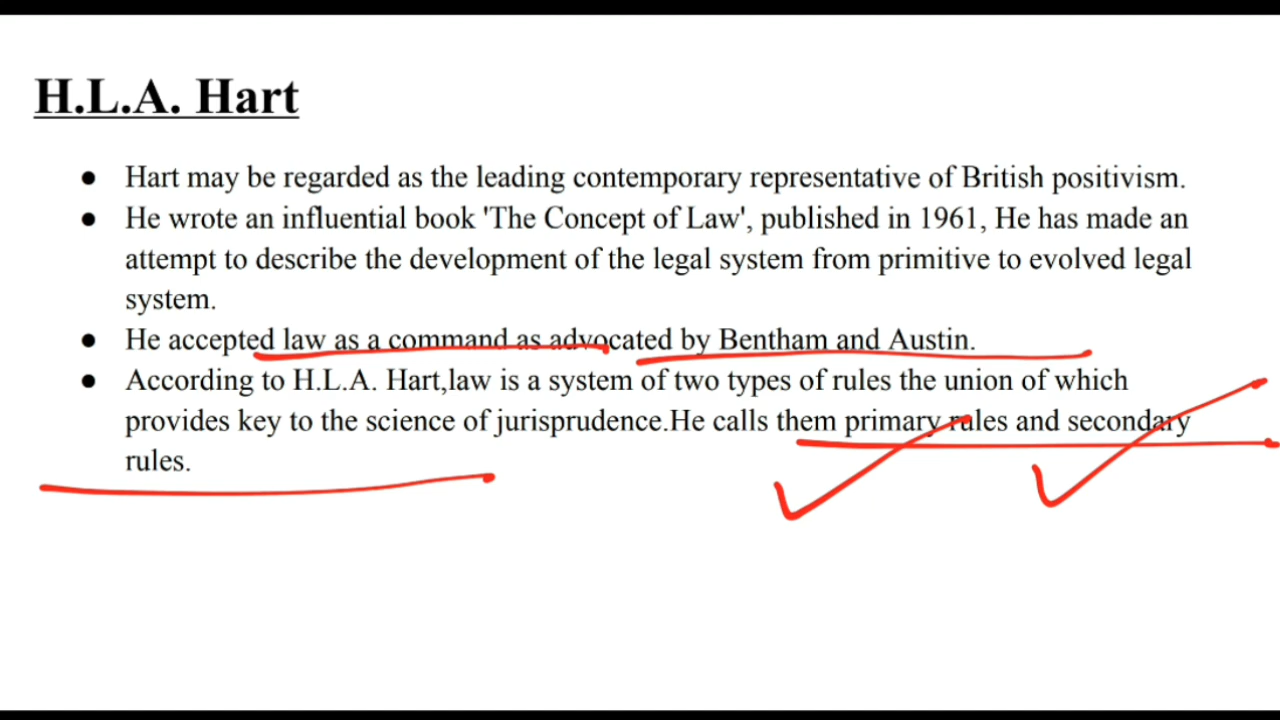 H.L.A. Hart
● Hart may be regarded as the leading contemporary representative of British positivism.
● He wrote an influential book 'The Concept of Law', published in 1961, He has made an
attempt to describe the development of the legal system from primitive to evolved legal
system.
● He accepted law as a command as advocated by Bentham and Austin.
● According to H.L.A. Hart,law is a system of two types of rules the union of which
provides key to the science of jurisprudence.He calls them primary rules and secondary
rules.